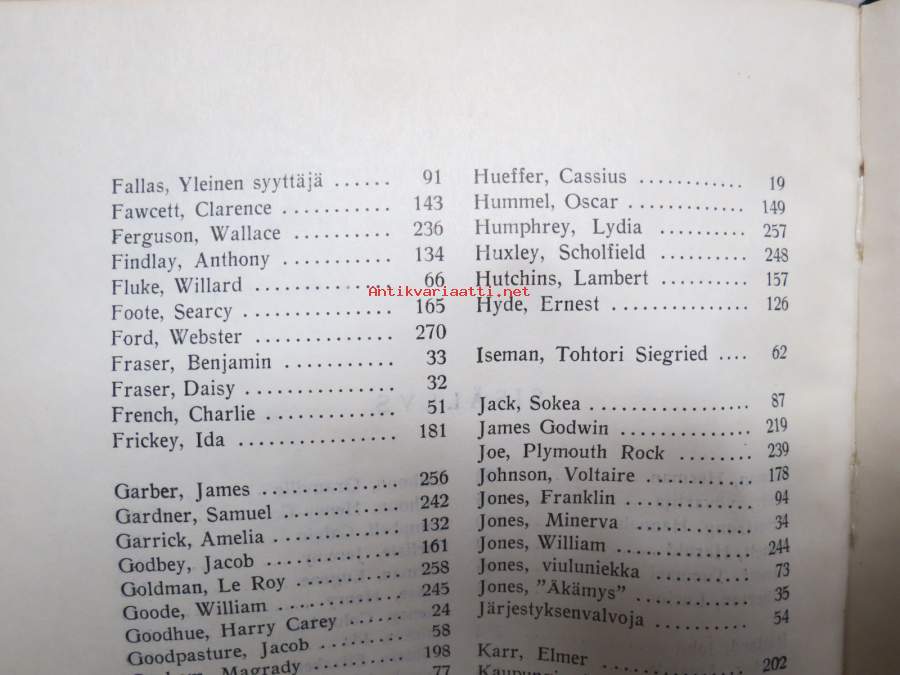 Fallas, Yleinen syyttäjä ...... 91
Fawcett, Clarence ........... 143
Ferguson, Wallace .......... 236
Findlay, Anthony ........... 134
Fluke, Willard .............. 66
Foote, Searcy ............... 165
Ford, Webster .............. 270
Fraser, Benjamin ........... 33
Fraser, Daisy ............... 32
French, Charlie ............. 51
Frickey, Ida ................ 181
Garber, James .............. 256
Gardner, Samuel ........... 242
Garrick, Amelia ............ 132
Godbey, Jacob .............. 161
Goldman, Le Roy .......... 258
Goode, William ............. 245
Goodhue, Harry Carey ...... 24
Goodpasture, Jacob ......... 58
Magrady .......... 198
77
Hueffer, Cassius ............ 19
Hummel, Oscar ............. 149
Humphrey, Lydia .......... 257
Huxley, Scholfield .......... 248
Hutchins, Lambert ......... 157
Hyde, Ernest ............... 126
Iseman, Tohtori Siegried .... 62
Jack, Sokea ................. 87
James Godwin .............. 219
Joe, Plymouth Rock ........ 239
Johnson, Voltaire ........... 178
Jones, Franklin ............. 94
Jones, Minerva ............. 34
Jones, William .............. 244
Jones, viuluniekka .......... 73
Jones, "Äkämys" ............ 35
Järjestyksenvalvoja .......... 54
Karr, Elmer ................ 202
Antikvariaatti.net